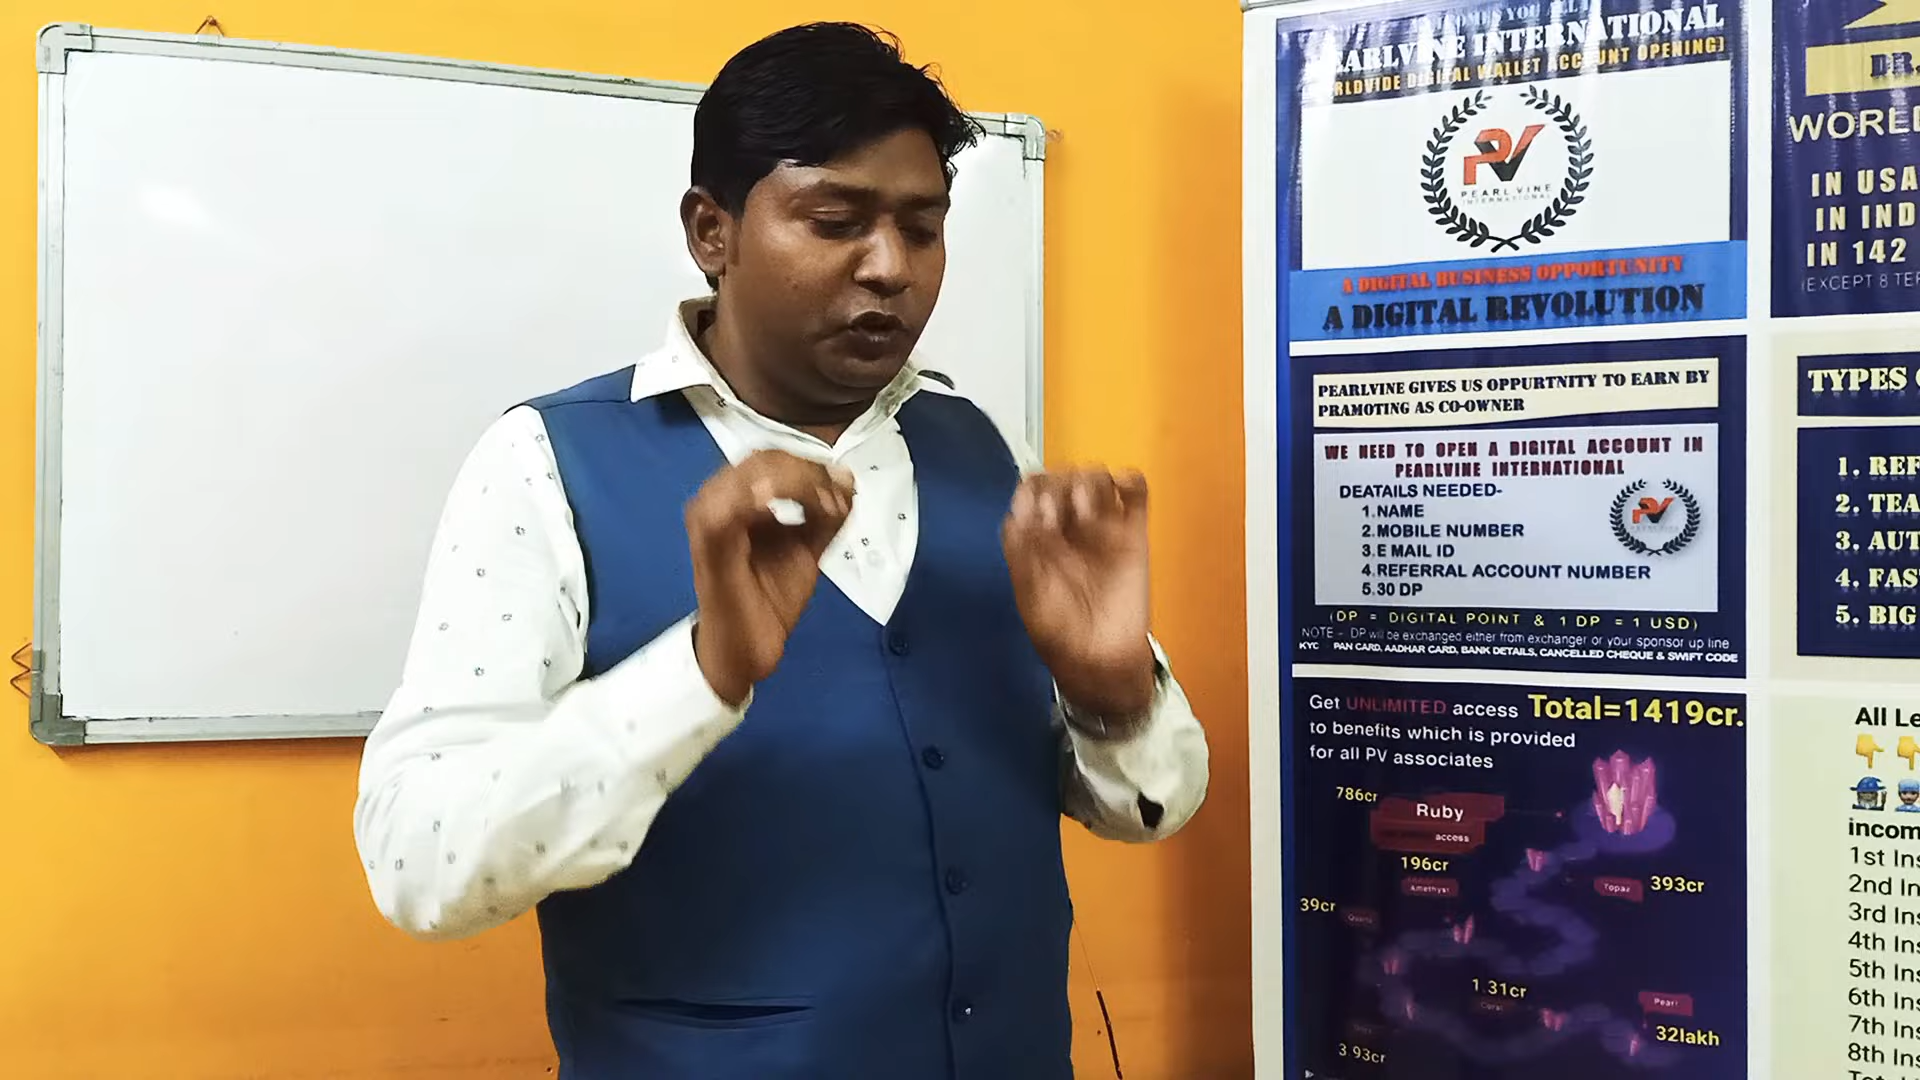 WELCOMES YOU ALL
PEARLVINE INTERNATIONAL
WORLDVIDE DIGITAL WALLET ACCOUNT OPENING)
PV
PEARLVINE
INTERNATIONAL
A DIGITAL BUSINESS OPPORTUNITY
A DIGITAL REVOLUTION
PEARLVINE GIVES US OPPURTNITY TO EARN BY
PRAMOTING AS CO-OWNER
WE NEED TO OPEN A DIGITAL ACCOUNT IN
PEARLVINE INTERNATIONAL
DEATAILS NEEDED-
1.NAME
2.MOBILE NUMBER
3.E MAIL ID
4.REFERRAL ACCOUNT NUMBER
5.30 DP
PV
(DP = DIGITAL POINT & 1 DP = 1 USD)
NOTE - DP will be exchanged either from exchanger or your sponsor up line
KYC PAN CARD, AADHAR CARD, BANK DETAILS, CANCELLED CHEQUE & SWIFT CODE
Get UNLIMITED access Total=1419cr.
to benefits which is provided
for all PV associates
786cr
Ruby
access
196cr
Amethyst
Topaz 393cr
39cr
Quartz
1.31cr
Coral
Pearl
32lakh
3.93cr
DR.
WORL
IN USA
IN IND
IN 142
(EXCEPT 8 TER
TYPES
1. REF
2. TEA
3. AUT
4. FAS
5. BIG
All Le
incom
1st Ins
2nd In
3rd Ins
4th Ins
5th Ins
6th Ins
7th Ins
8th Ins